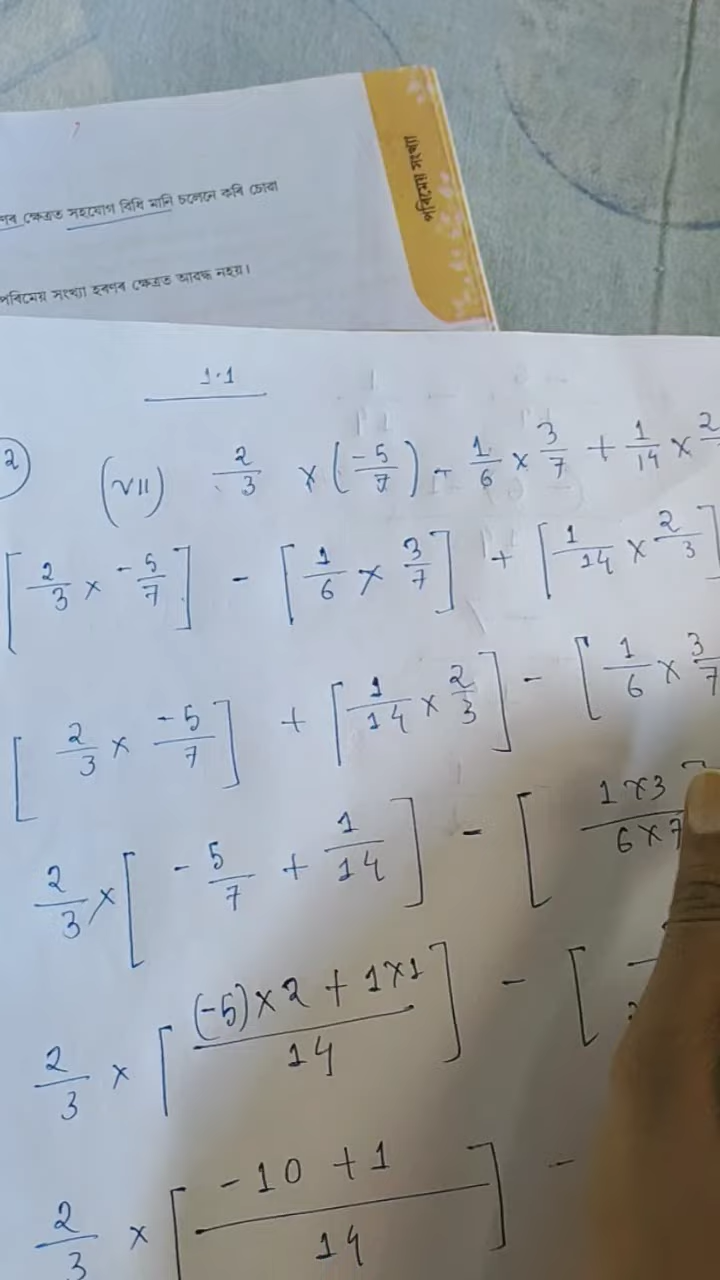 ণৰ ক্ষেত্ৰত সহযোগ বিধি মানি চলেনে কৰি চোৱা
পৰিমেয় সংখ্যা হৰণৰ ক্ষেত্ৰত আবদ্ধ নহয়।
পৰিমেয় সংখ্যা
1.1
2 (VII) 2/3 × (-5/7) - 1/6 × 3/7 + 1/14 × 2
[2/3 × -5/7] - [1/6 × 3/7] + [1/14 × 2/3]
[2/3 × -5/7] + [1/14 × 2/3] - [1/6 × 3/7
2/3 × [-5/7 + 1/14] - [1×3/6×7
2/3 × [(-5)×2 + 1×1/14] - [
2/3 × [-10 + 1/14] -